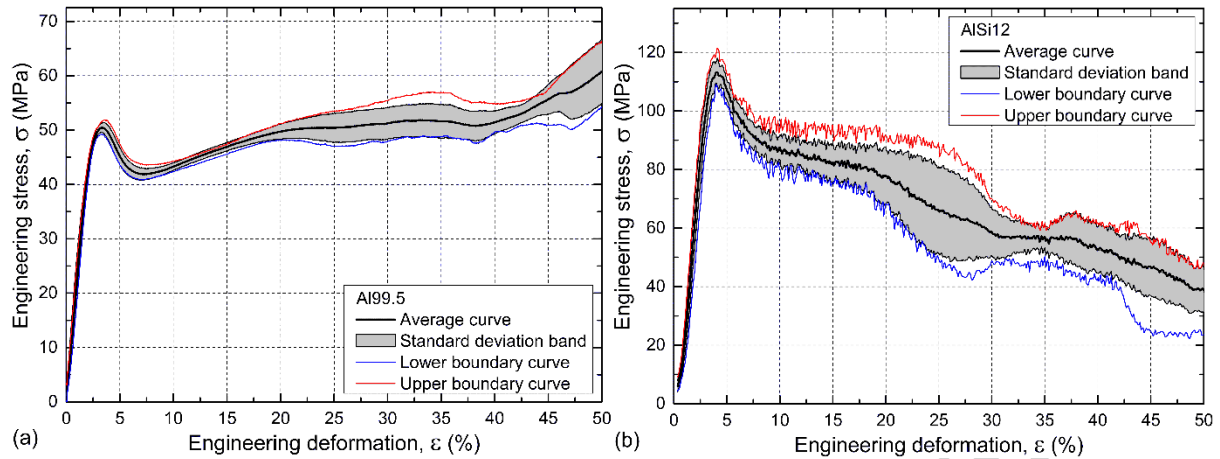 70
60
50
40
30
20
10
0
0 5 10 15 20 25 30 35 40 45 50
Engineering stress, σ (MPa)
Engineering deformation, ε (%)
Al99.5
Average curve
Standard deviation band
Lower boundary curve
Upper boundary curve
(a)
120
100
80
60
40
20
0
0 5 10 15 20 25 30 35 40 45 50
Engineering stress, σ (MPa)
Engineering deformation, ε (%)
AlSi12
Average curve
Standard deviation band
Lower boundary curve
Upper boundary curve
(b)